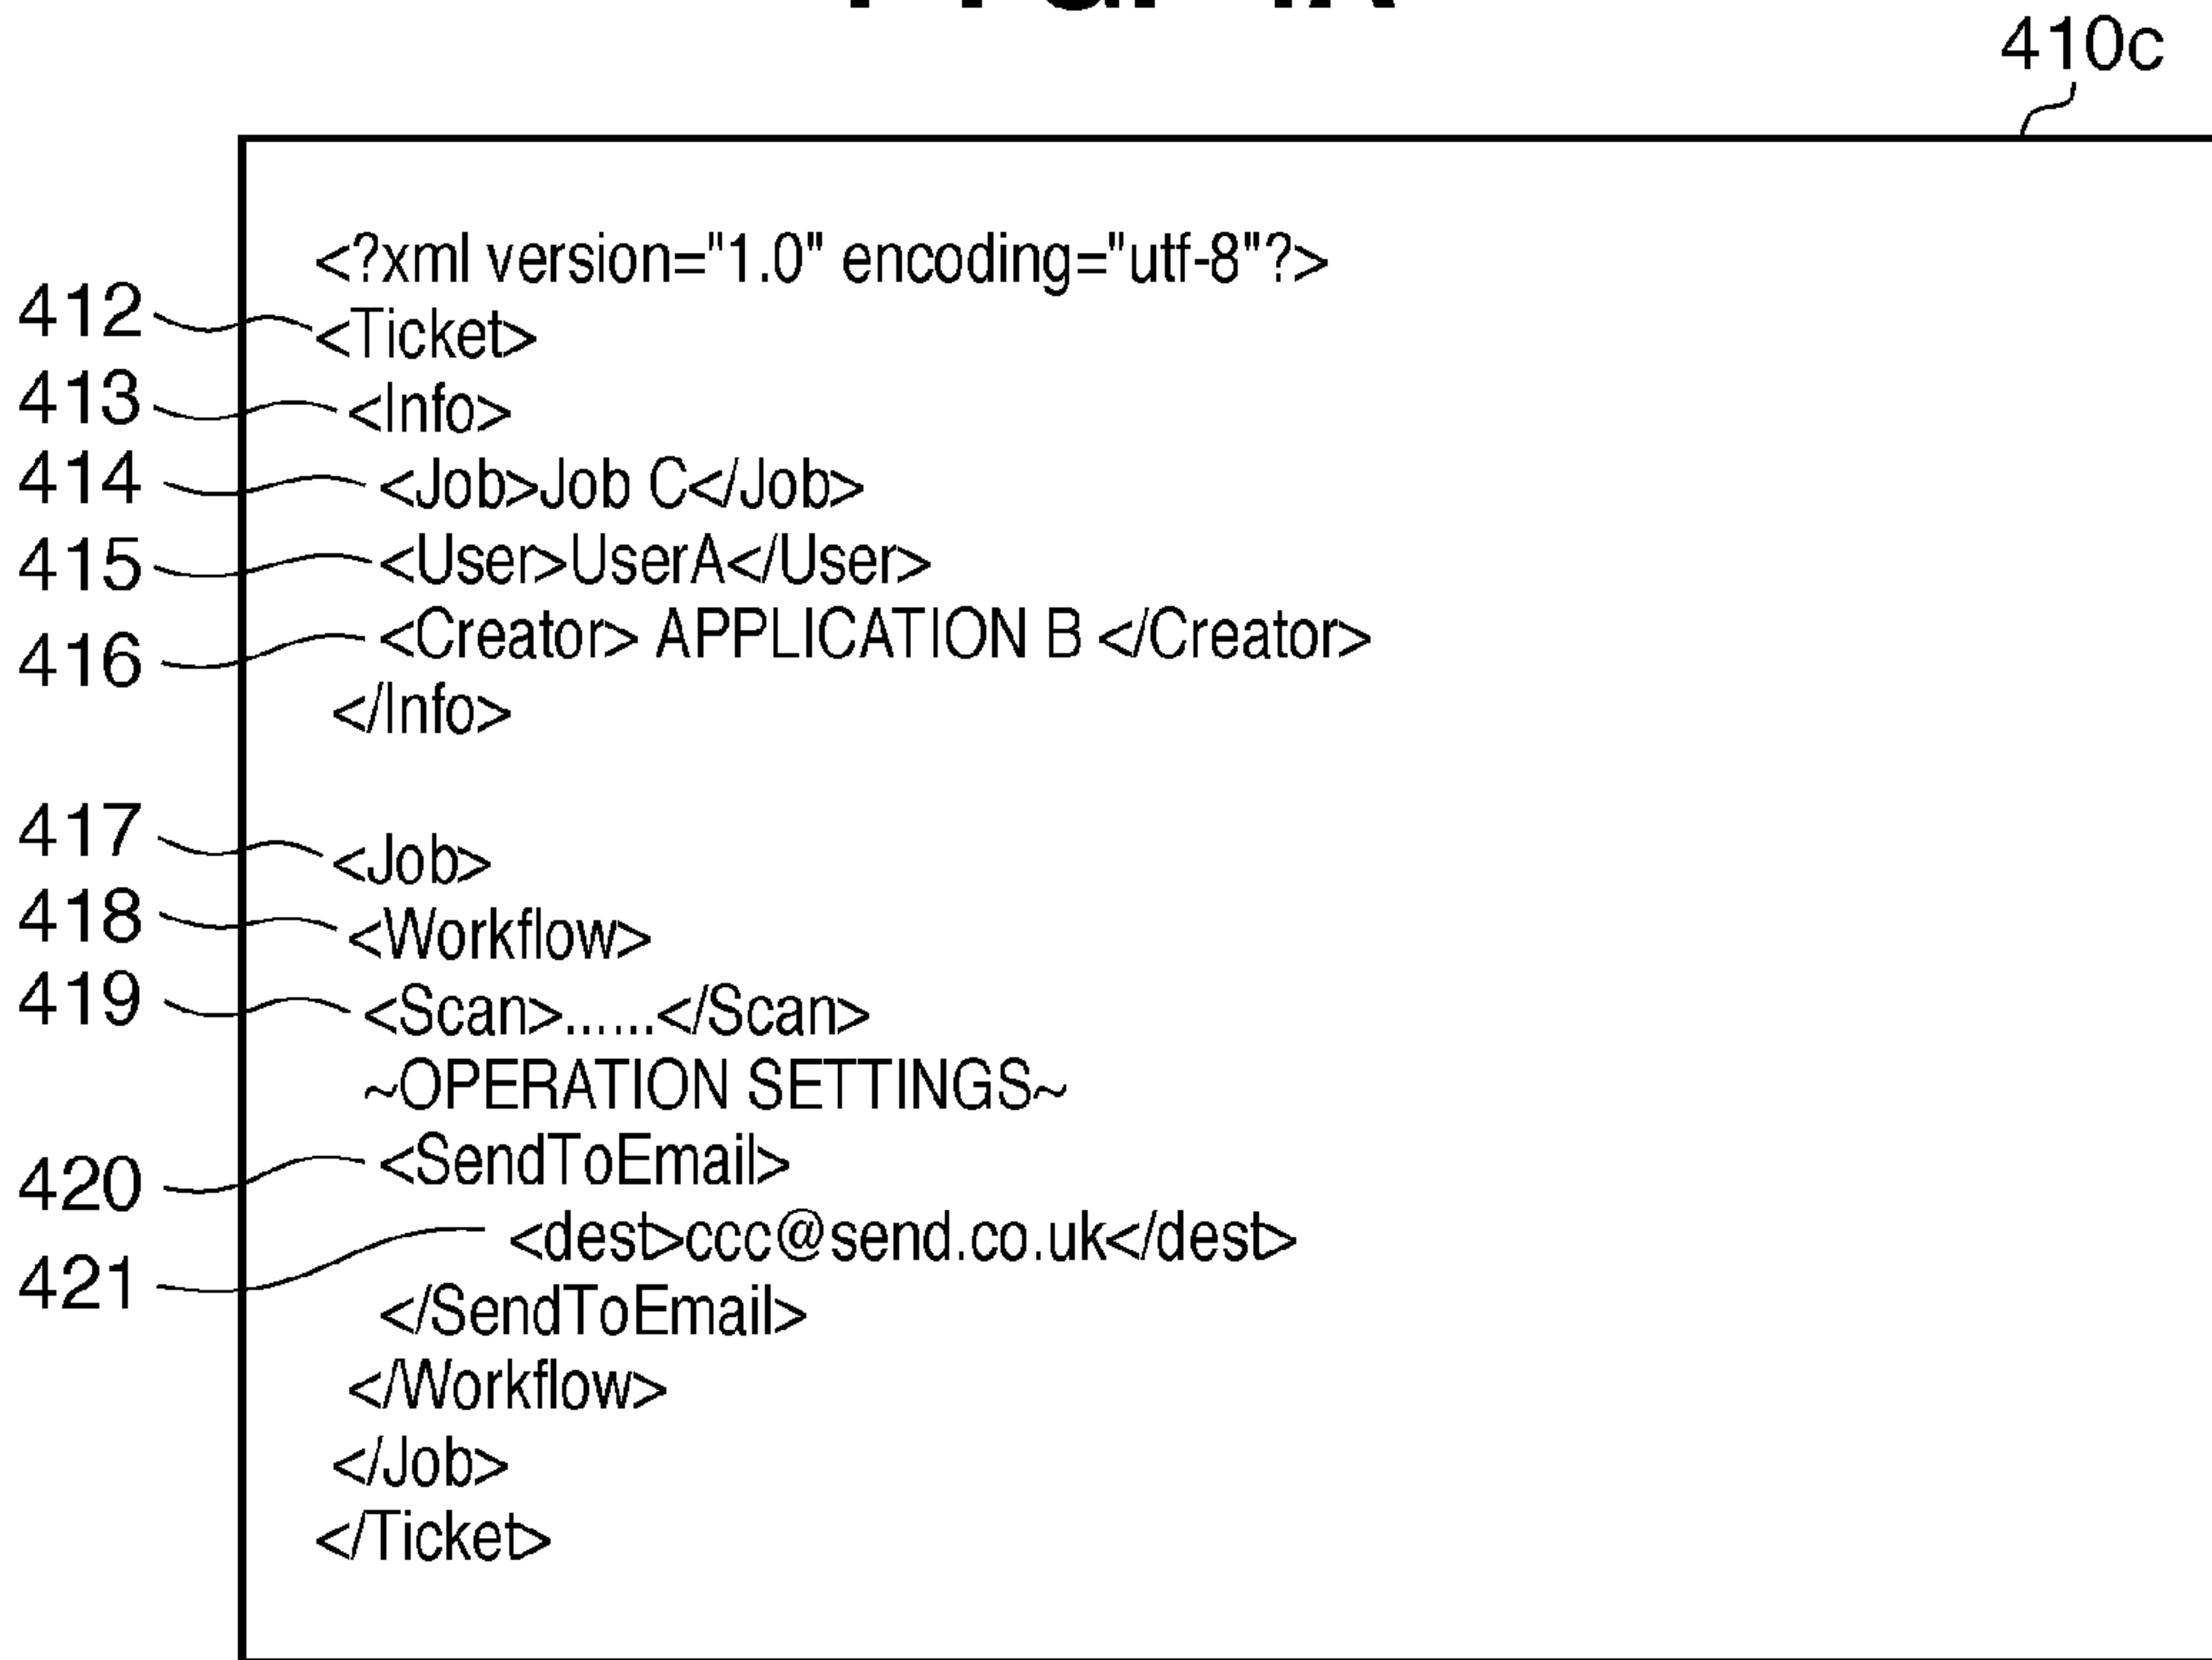 410c
<?xml version="1.0" encoding="utf-8"?>
412 <Ticket>
413 <Info>
414 <Job>Job C</Job>
415 <User>UserA</User>
416 <Creator> APPLICATION B </Creator>
</Info>
417 <Job>
418 <Workflow>
419 <Scan>......</Scan>
~OPERATION SETTINGS~
420 <SendToEmail>
421 <dest>ccc@send.co.uk</dest>
</SendToEmail>
</Workflow>
</Job>
</Ticket>